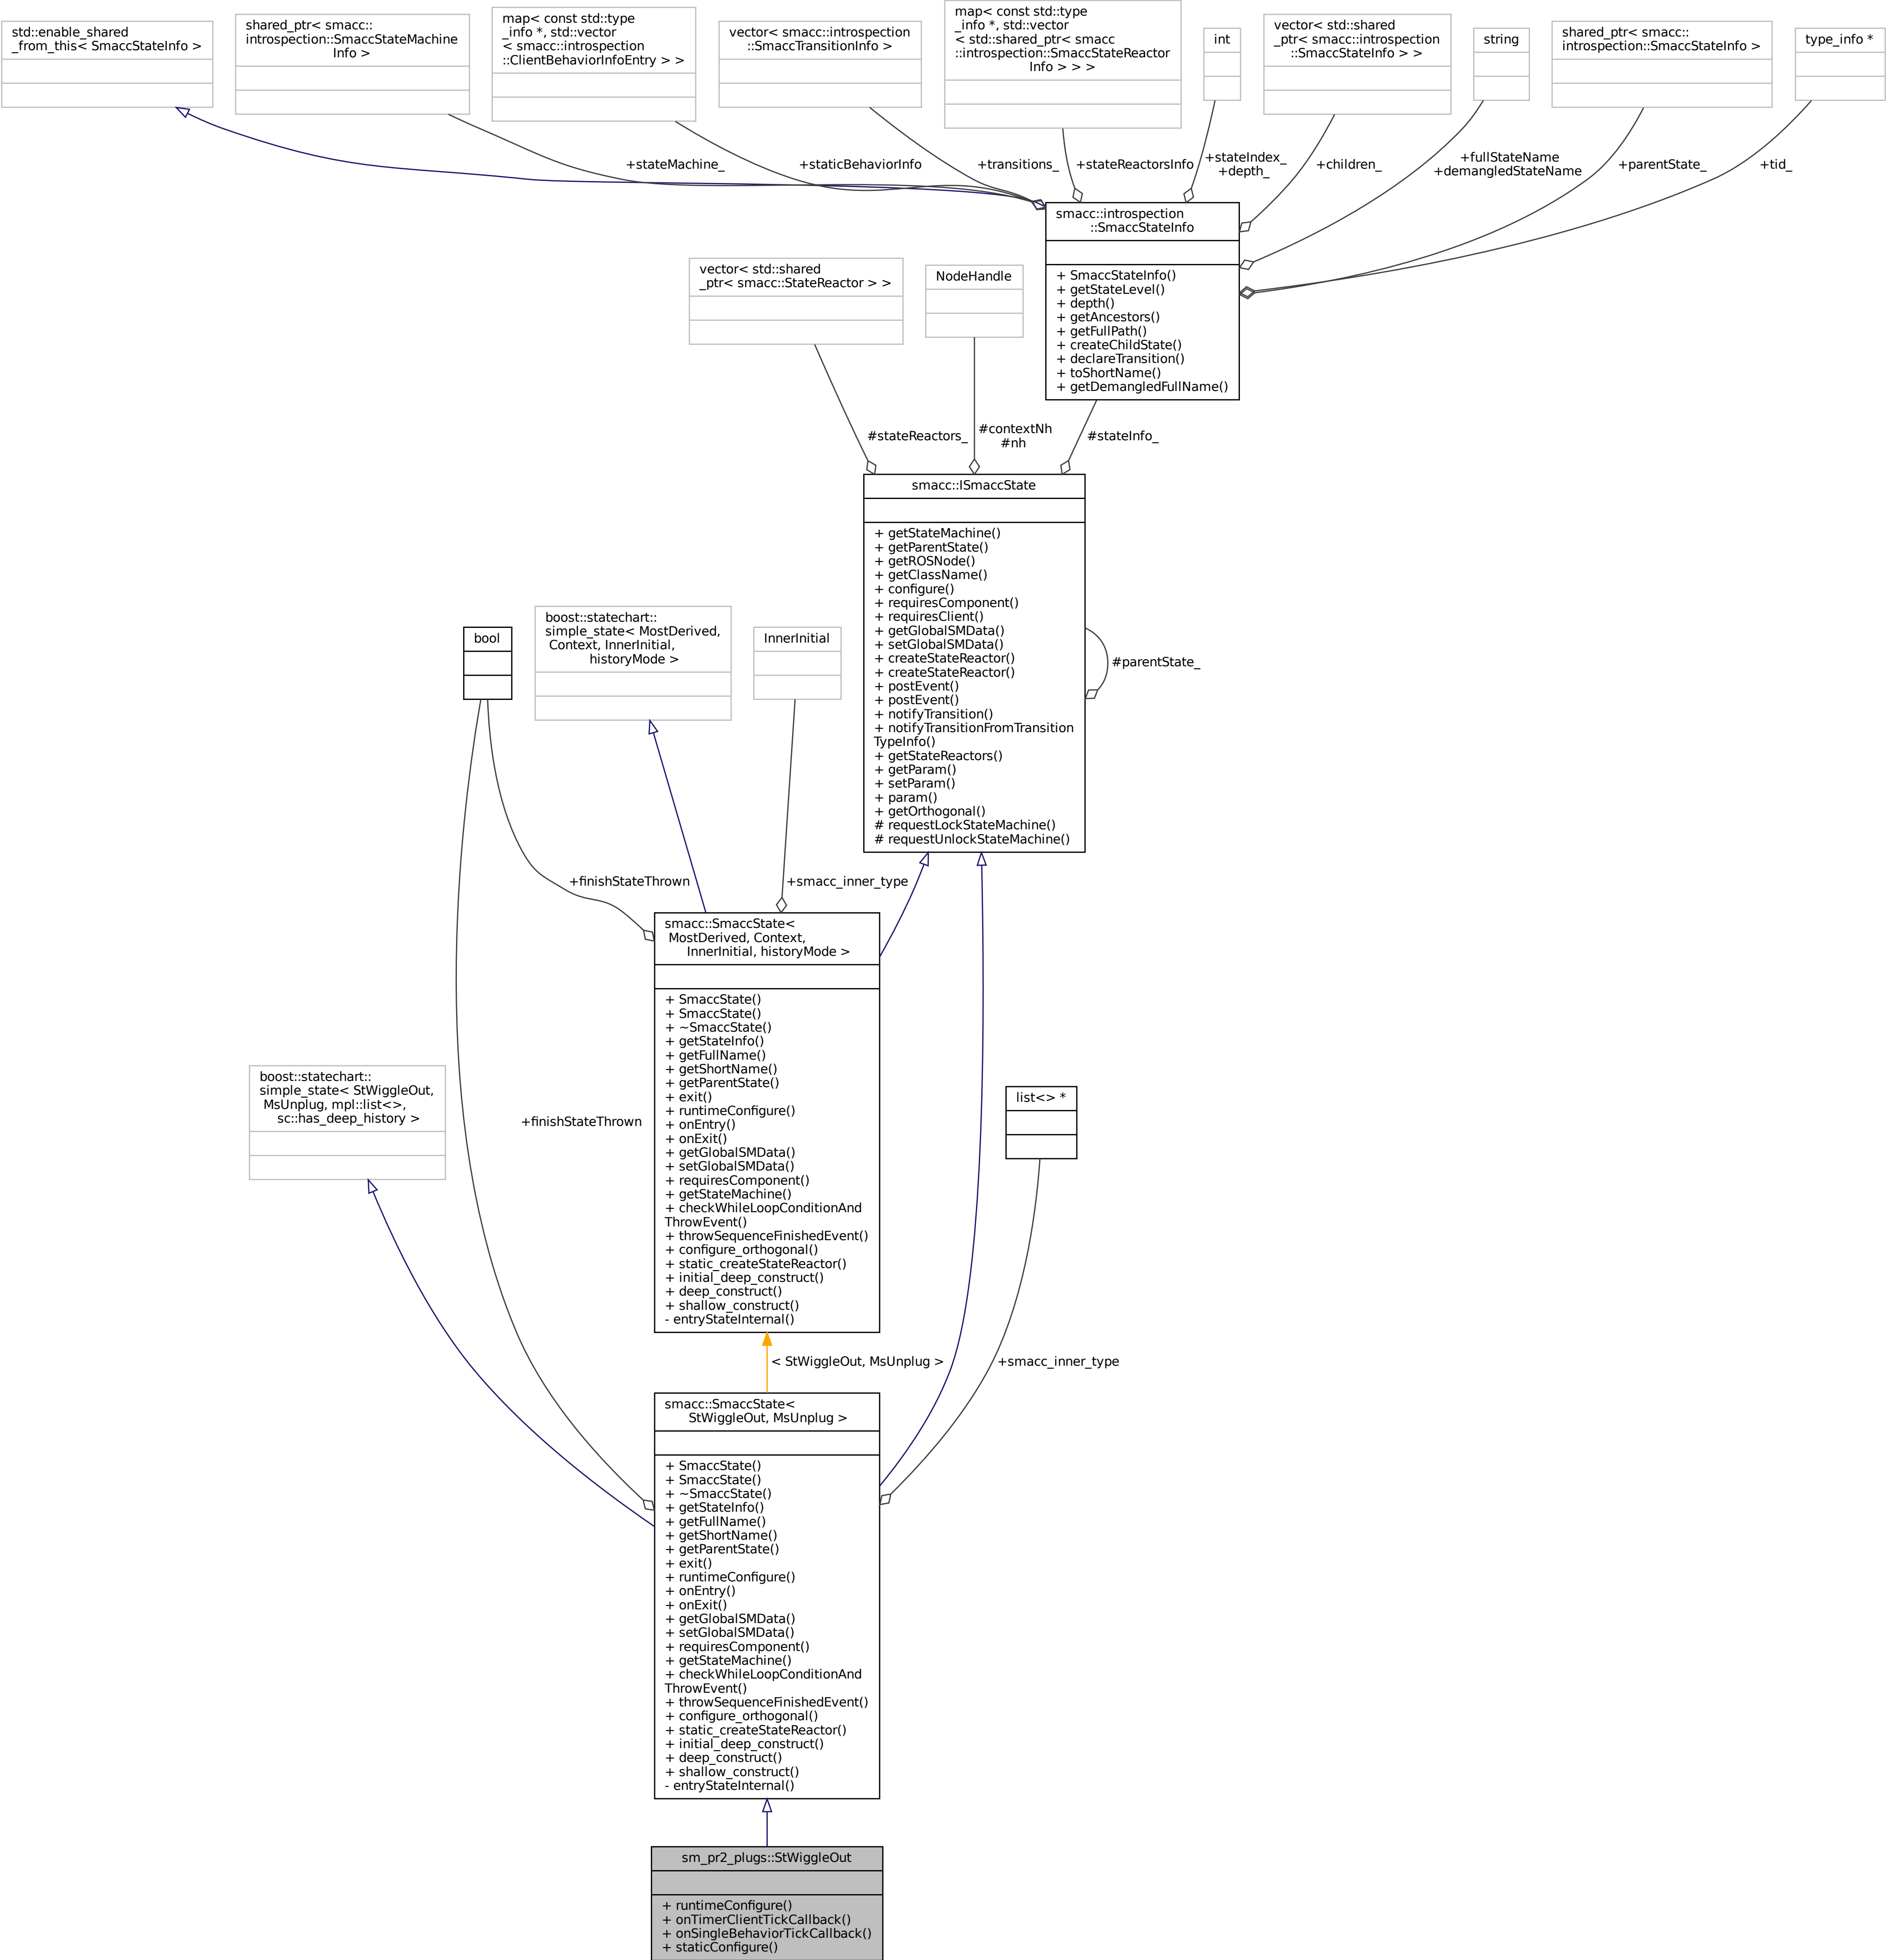 std::enable_shared
_from_this< SmaccStateInfo >
shared_ptr< smacc::
introspection::SmaccStateMachine
Info >
map< const std::type
_info *, std::vector
< smacc::introspection
::ClientBehaviorInfoEntry > >
vector< smacc::introspection
::SmaccTransitionInfo >
map< const std::type
_info *, std::vector
< std::shared_ptr< smacc
::introspection::SmaccStateReactor
Info > > >
int
vector< std::shared
_ptr< smacc::introspection
::SmaccStateInfo > >
string
shared_ptr< smacc::
introspection::SmaccStateInfo >
type_info *
+stateMachine_
+staticBehaviorInfo
+transitions_
+stateReactorsInfo
+stateIndex_
+depth_
+children_
+fullStateName
+demangledStateName
+parentState_
+tid_
smacc::introspection
::SmaccStateInfo
+ SmaccStateInfo()
+ getStateLevel()
+ depth()
+ getAncestors()
+ getFullPath()
+ createChildState()
+ declareTransition()
+ toShortName()
+ getDemangledFullName()
vector< std::shared
_ptr< smacc::StateReactor > >
NodeHandle
#stateReactors_
#contextNh
#nh
#stateInfo_
smacc::ISmaccState
+ getStateMachine()
+ getParentState()
+ getROSNode()
+ getClassName()
+ configure()
+ requiresComponent()
+ requiresClient()
+ getGlobalSMData()
+ setGlobalSMData()
+ createStateReactor()
+ createStateReactor()
+ postEvent()
+ postEvent()
+ notifyTransition()
+ notifyTransitionFromTransition
TypeInfo()
+ getStateReactors()
+ getParam()
+ setParam()
+ param()
+ getOrthogonal()
# requestLockStateMachine()
# requestUnlockStateMachine()
#parentState_
bool
boost::statechart::
simple_state< MostDerived,
Context, InnerInitial,
historyMode >
InnerInitial
+finishStateThrown
+smacc_inner_type
smacc::SmaccState<
MostDerived, Context,
InnerInitial, historyMode >
+ SmaccState()
+ SmaccState()
+ ~SmaccState()
+ getStateInfo()
+ getFullName()
+ getShortName()
+ getParentState()
+ exit()
+ runtimeConfigure()
+ onEntry()
+ onExit()
+ getGlobalSMData()
+ setGlobalSMData()
+ requiresComponent()
+ getStateMachine()
+ checkWhileLoopConditionAnd
ThrowEvent()
+ throwSequenceFinishedEvent()
+ configure_orthogonal()
+ static_createStateReactor()
+ initial_deep_construct()
+ deep_construct()
+ shallow_construct()
- entryStateInternal()
boost::statechart::
simple_state< StWiggleOut,
MsUnplug, mpl::list<>,
sc::has_deep_history >
+finishStateThrown
list<> *
< StWiggleOut, MsUnplug >
+smacc_inner_type
smacc::SmaccState<
StWiggleOut, MsUnplug >
+ SmaccState()
+ SmaccState()
+ ~SmaccState()
+ getStateInfo()
+ getFullName()
+ getShortName()
+ getParentState()
+ exit()
+ runtimeConfigure()
+ onEntry()
+ onExit()
+ getGlobalSMData()
+ setGlobalSMData()
+ requiresComponent()
+ getStateMachine()
+ checkWhileLoopConditionAnd
ThrowEvent()
+ throwSequenceFinishedEvent()
+ configure_orthogonal()
+ static_createStateReactor()
+ initial_deep_construct()
+ deep_construct()
+ shallow_construct()
- entryStateInternal()
sm_pr2_plugs::StWiggleOut
+ runtimeConfigure()
+ onTimerClientTickCallback()
+ onSingleBehaviorTickCallback()
+ staticConfigure()